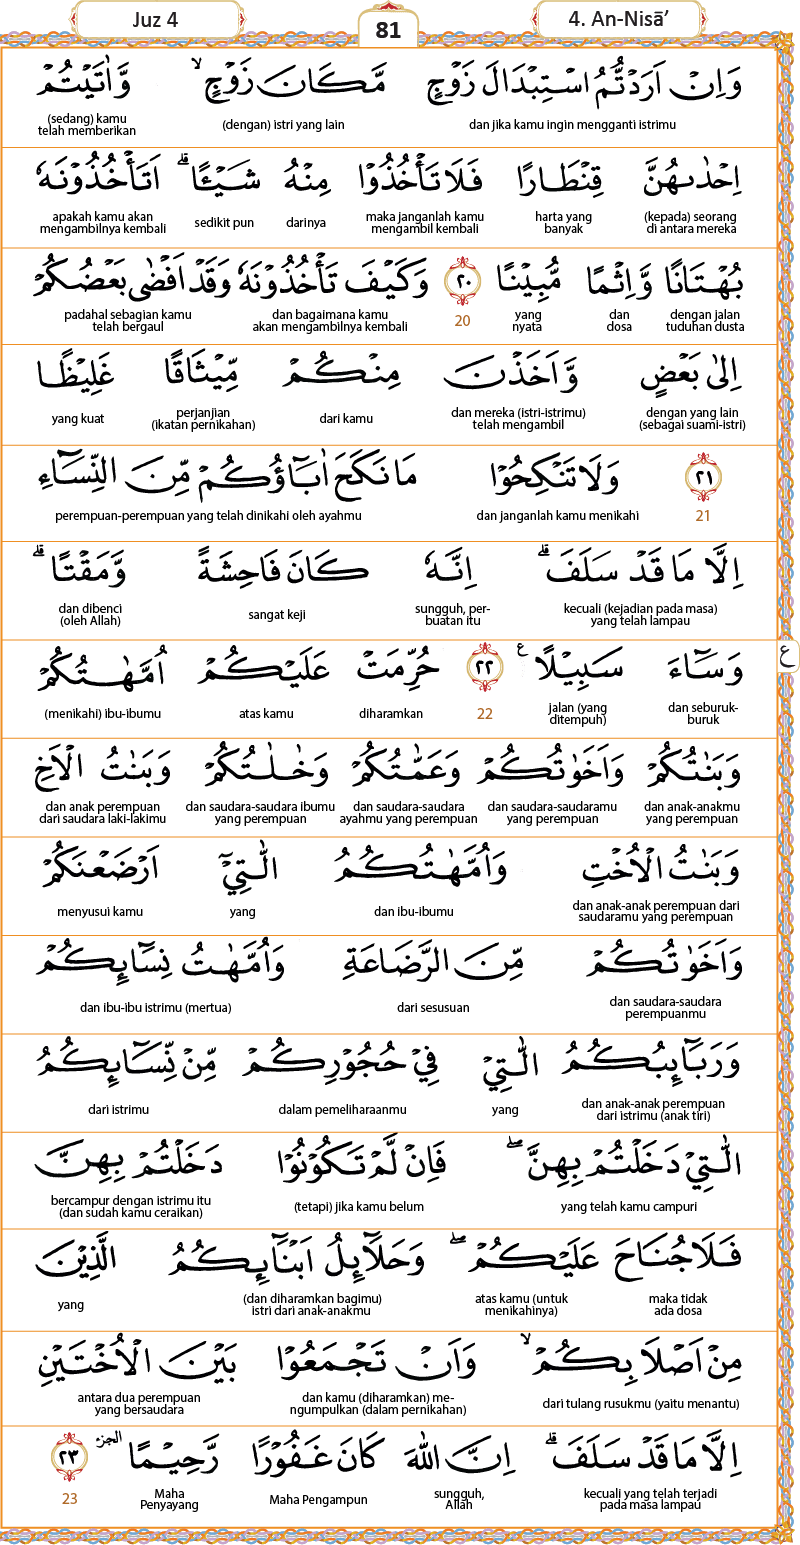 Juz 4
81
4. An-Nisā’
وَاِنْ اَرَدْتُّمُ اسْتِبْدَالَ زَوْجٍ مَّكَانَ زَوْجٍۙ وَّاٰتَيْتُمْ
dan jika kamu ingin mengganti istrimu (dengan) istri yang lain (sedang) kamu telah memberikan
اِحْدٰىهُنَّ قِنْطَارًا فَلَا تَأْخُذُوْا مِنْهُ شَيْـًٔاۗ اَتَأْخُذُوْنَهٗ
(kepada) seorang di antara mereka harta yang banyak maka janganlah kamu mengambil kembali darinya sedikit pun apakah kamu akan mengambilnya kembali
بُهْتَانًا وَّاِثْمًا مُّبِيْنًا ٢٠ وَكَيْفَ تَأْخُذُوْنَهٗ وَقَدْ اَفْضٰى بَعْضُكُمْ
dengan jalan tuduhan dusta dan dosa yang nyata 20 dan bagaimana kamu akan mengambilnya kembali padahal sebagian kamu telah bergaul
اِلٰى بَعْضٍ وَّاَخَذْنَ مِنْكُمْ مِّيْثَاقًا غَلِيْظًا
dengan yang lain (sebagai suami-istri) dan mereka (istri-istrimu) telah mengambil dari kamu perjanjian (ikatan pernikahan) yang kuat
٢١ وَلَا تَنْكِحُوْا مَا نَكَحَ اٰبَاۤؤُكُمْ مِّنَ النِّسَاۤءِ
21 dan janganlah kamu menikahi perempuan-perempuan yang telah dinikahi oleh ayahmu
اِلَّا مَا قَدْ سَلَفَۗ اِنَّهٗ كَانَ فَاحِشَةً وَّمَقْتًاۗ
kecuali (kejadian pada masa) yang telah lampau sungguh, per-buatan itu sangat keji dan dibenci (oleh Allah)
وَسَاۤءَ سَبِيْلًا ࣖ ٢٢ حُرِّمَتْ عَلَيْكُمْ اُمَّهٰتُكُمْ
ع
dan seburuk-buruk jalan (yang ditempuh) 22 diharamkan atas kamu (menikahi) ibu-ibumu
وَبَنٰتُكُمْ وَاَخَوٰتُكُمْ وَعَمّٰتُكُمْ وَخٰلٰتُكُمْ وَبَنٰتُ الْاَخِ
dan anak-anakmu yang perempuan dan saudara-saudaramu yang perempuan dan saudara-saudara ayahmu yang perempuan dan saudara-saudara ibumu yang perempuan dan anak perempuan dari saudara laki-lakimu
وَبَنٰتُ الْاُخْتِ وَاُمَّهٰتُكُمُ الّٰتِيْٓ اَرْضَعْنَكُمْ
dan anak-anak perempuan dari saudaramu yang perempuan dan ibu-ibumu yang menyusui kamu
وَاَخَوٰتُكُمْ مِّنَ الرَّضَاعَةِ وَاُمَّهٰتُ نِسَاۤىِٕكُمْ
dan saudara-saudara perempuanmu dari sesusuan dan ibu-ibu istrimu (mertua)
وَرَبَاۤىِٕبُكُمُ الّٰتِيْ فِيْ حُجُوْرِكُمْ مِّنْ نِّسَاۤىِٕكُمُ
dan anak-anak perempuan dari istrimu (anak tiri) yang dalam pemeliharaanmu dari istrimu
الّٰتِيْ دَخَلْتُمْ بِهِنَّۖ فَاِنْ لَّمْ تَكُوْنُوْا دَخَلْتُمْ بِهِنَّ
yang telah kamu campuri (tetapi) jika kamu belum bercampur dengan istrimu itu (dan sudah kamu ceraikan)
فَلَا جُنَاحَ عَلَيْكُمْۖ وَحَلَاۤىِٕلُ اَبْنَاۤىِٕكُمُ الَّذِيْنَ
maka tidak ada dosa atas kamu (untuk menikahinya) (dan diharamkan bagimu) istri dari anak-anakmu yang
مِنْ اَصْلَابِكُمْۙ وَاَنْ تَجْمَعُوْا بَيْنَ الْاُخْتَيْنِ
dari tulang rusukmu (yaitu menantu) dan kamu (diharamkan) me-ngumpulkan (dalam pernikahan) antara dua perempuan yang bersaudara
اِلَّا مَا قَدْ سَلَفَۗ اِنَّ اللّٰهَ كَانَ غَفُوْرًا رَّحِيْمًا الجزء ٢٣
kecuali yang telah terjadi pada masa lampau sungguh, Allah Maha Pengampun Maha Penyayang 23